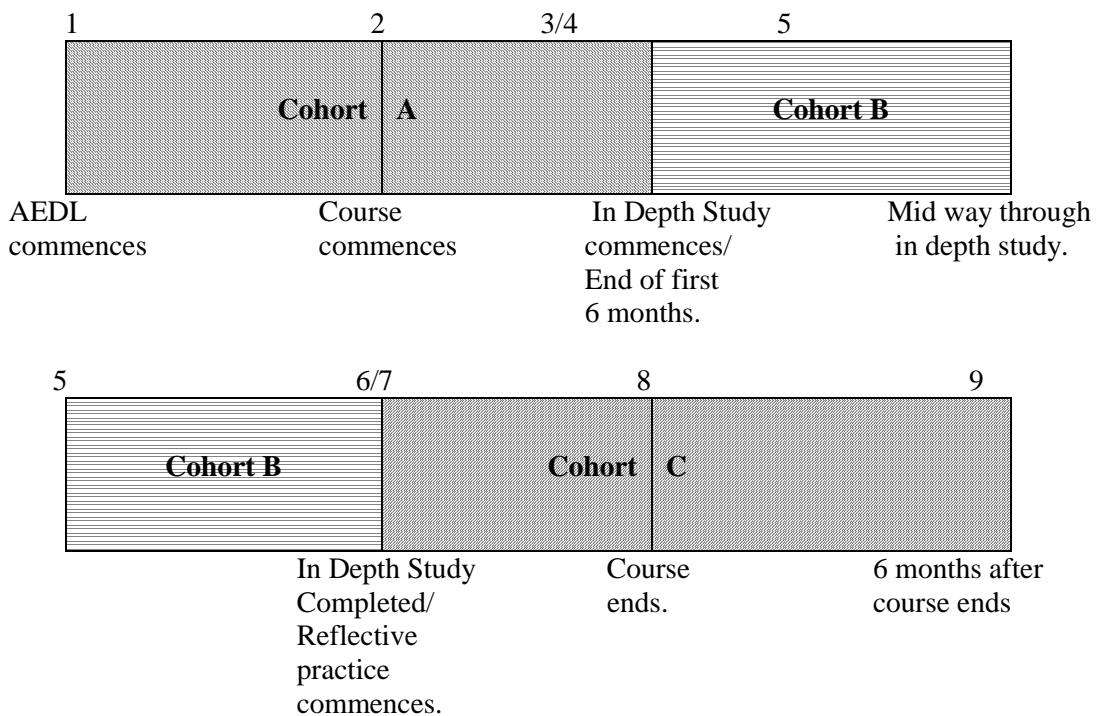 1 2 3/4 5
Cohort A Cohort B
AEDL Course In Depth Study Mid way through
commences commences commences/ in depth study.
End of first
6 months.
5 6/7 8 9
Cohort B Cohort C
In Depth Study Course 6 months after
Completed/ ends. course ends
Reflective
practice
commences.